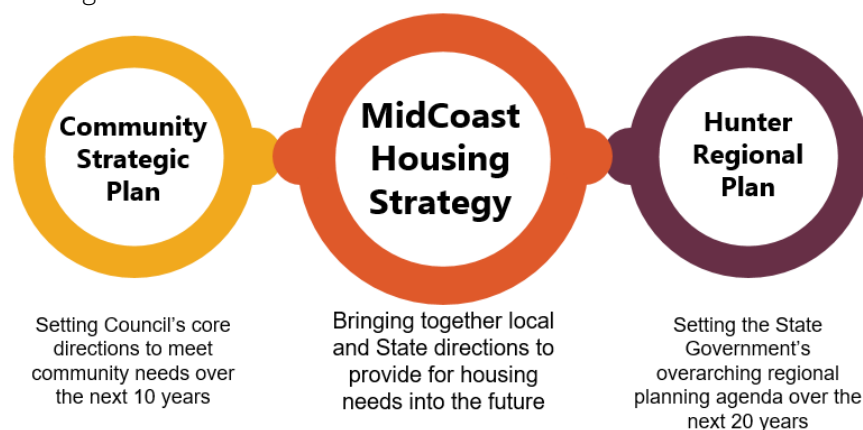 Community
Strategic
Plan
MidCoast
Housing
Strategy
Hunter
Regional
Plan
Setting Council's core
directions to meet
community needs over
the next 10 years
Bringing together local
and State directions to
provide for housing
needs into the future
Setting the State
Government's
overarching regional
planning agenda over the
next 20 years